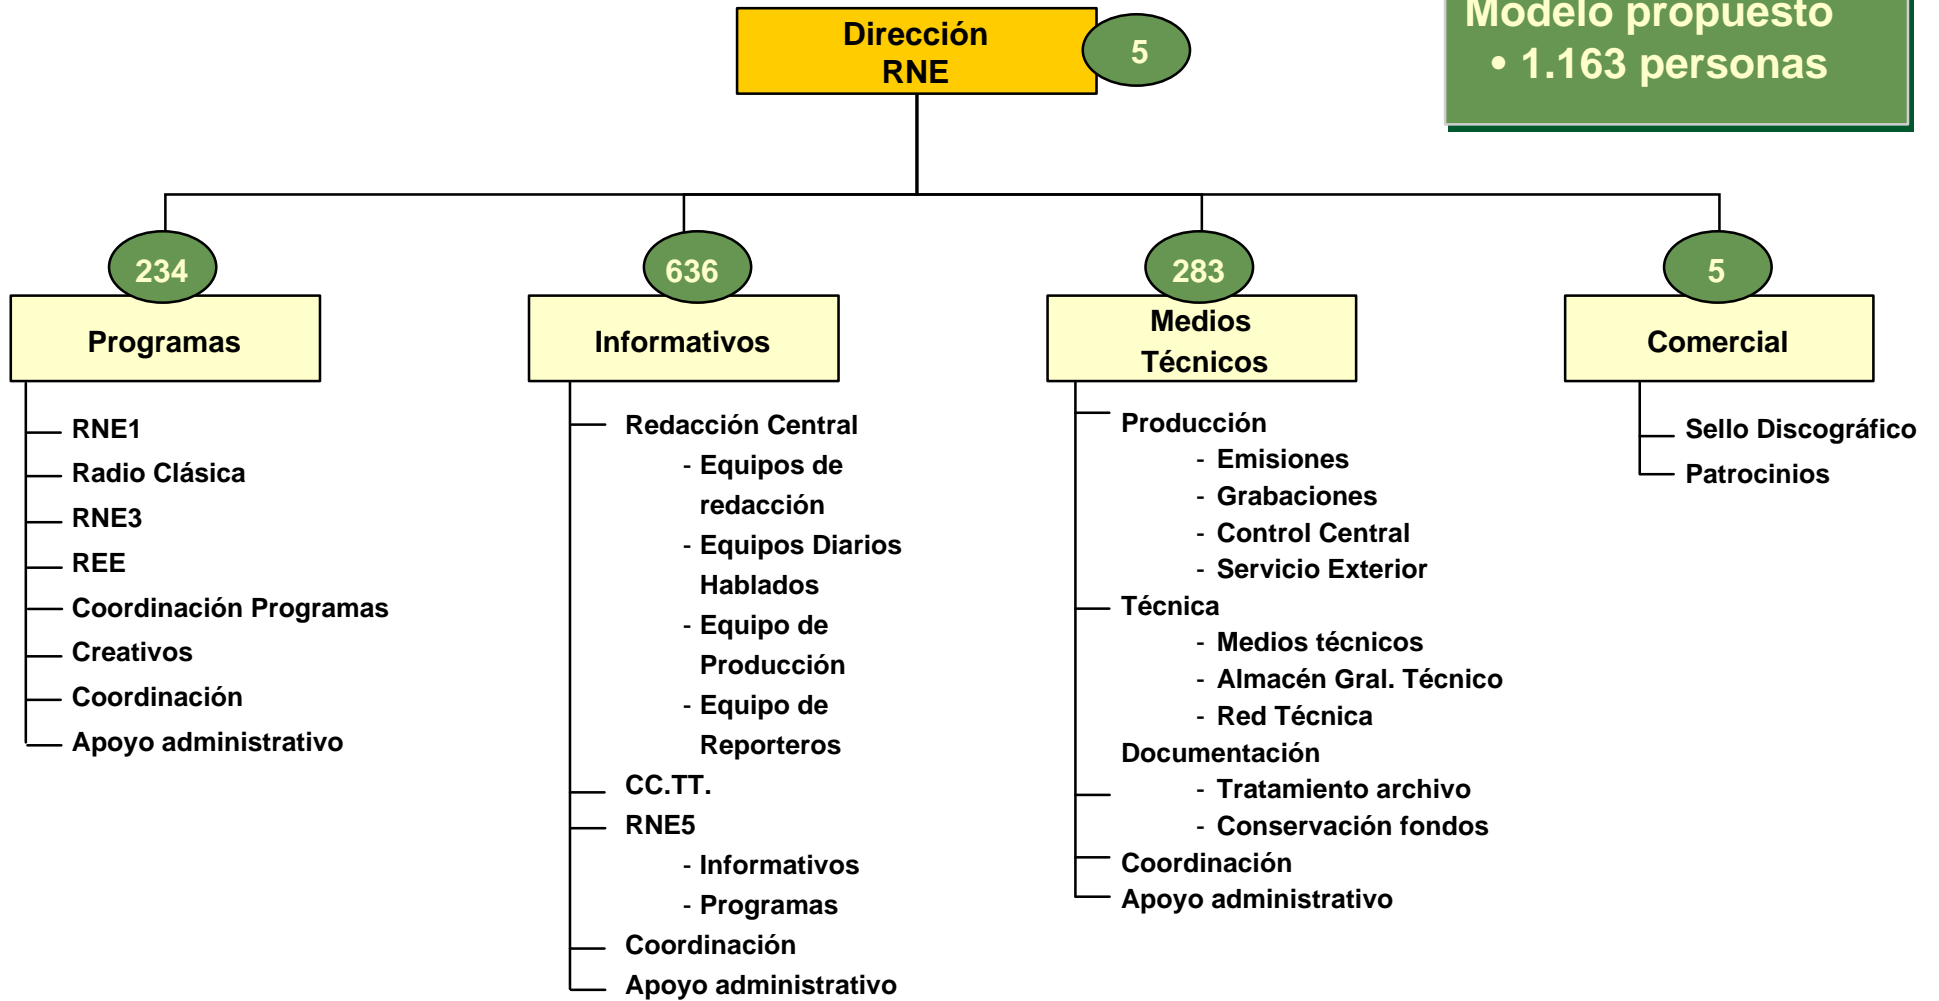 Modelo propuesto
• 1.163 personas
Dirección
RNE
5
234
Programas
RNE1
Radio Clásica
RNE3
REE
Coordinación Programas
Creativos
Coordinación
Apoyo administrativo
636
Informativos
Redacción Central
- Equipos de
redacción
- Equipos Diarios
Hablados
- Equipo de
Producción
- Equipo de
Reporteros
CC.TT.
RNE5
- Informativos
- Programas
Coordinación
Apoyo administrativo
283
Medios
Técnicos
Producción
- Emisiones
- Grabaciones
- Control Central
- Servicio Exterior
Técnica
- Medios técnicos
- Almacén Gral. Técnico
- Red Técnica
Documentación
- Tratamiento archivo
- Conservación fondos
Coordinación
Apoyo administrativo
5
Comercial
Sello Discográfico
Patrocinios